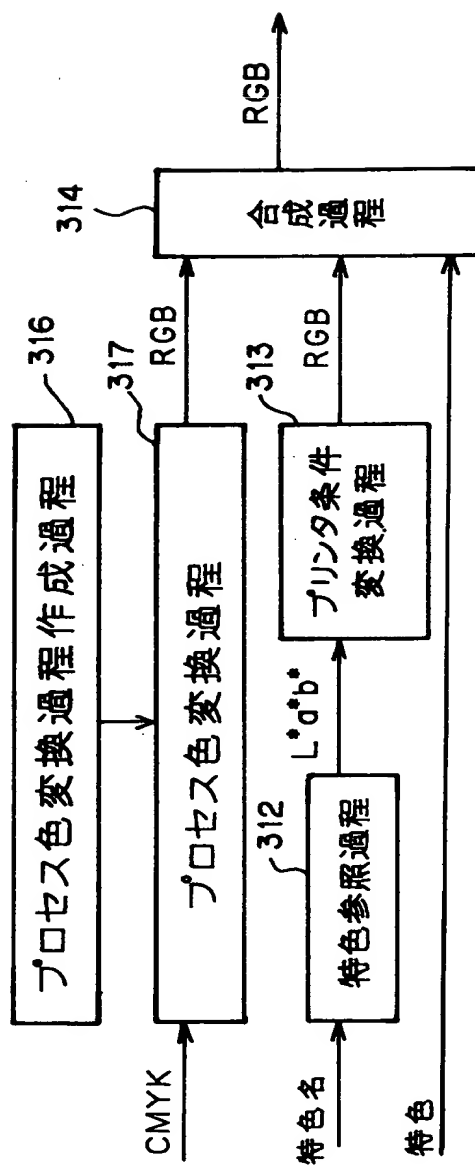 316
プロセス色変換過程作成過程
317
CMYK
プロセス色変換過程
RGB
314
合成過程
RGB
312
特色名
特色参照過程
L*a*b*
313
プリンタ条件
変換過程
RGB
特色